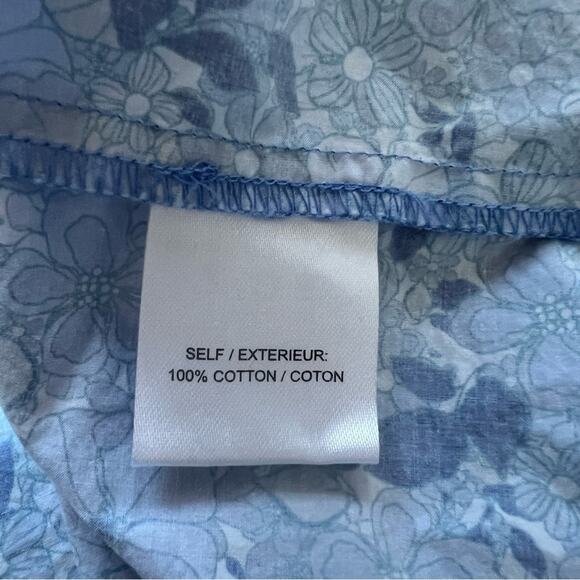 SELF / EXTERIEUR:
100% COTTON / COTON